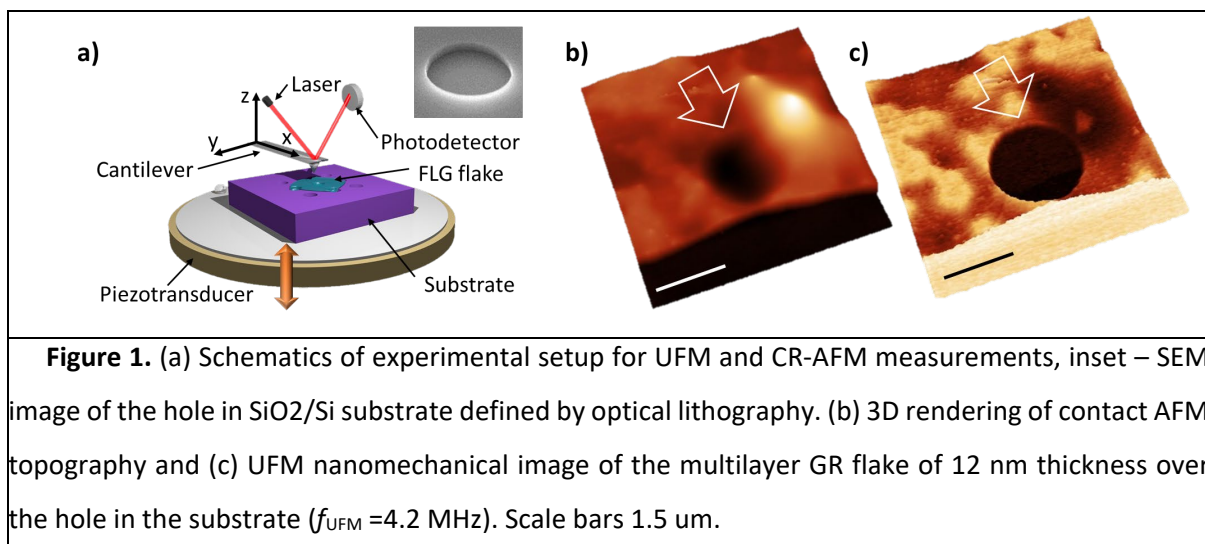 a)
Laser
z
y
x
Photodetector
Cantilever
FLG flake
Piezotransducer
Substrate
b)
c)
Figure 1. (a) Schematics of experimental setup for UFM and CR-AFM measurements, inset – SEM
image of the hole in SiO2/Si substrate defined by optical lithography. (b) 3D rendering of contact AFM
topography and (c) UFM nanomechanical image of the multilayer GR flake of 12 nm thickness over
the hole in the substrate (fUFM =4.2 MHz). Scale bars 1.5 um.